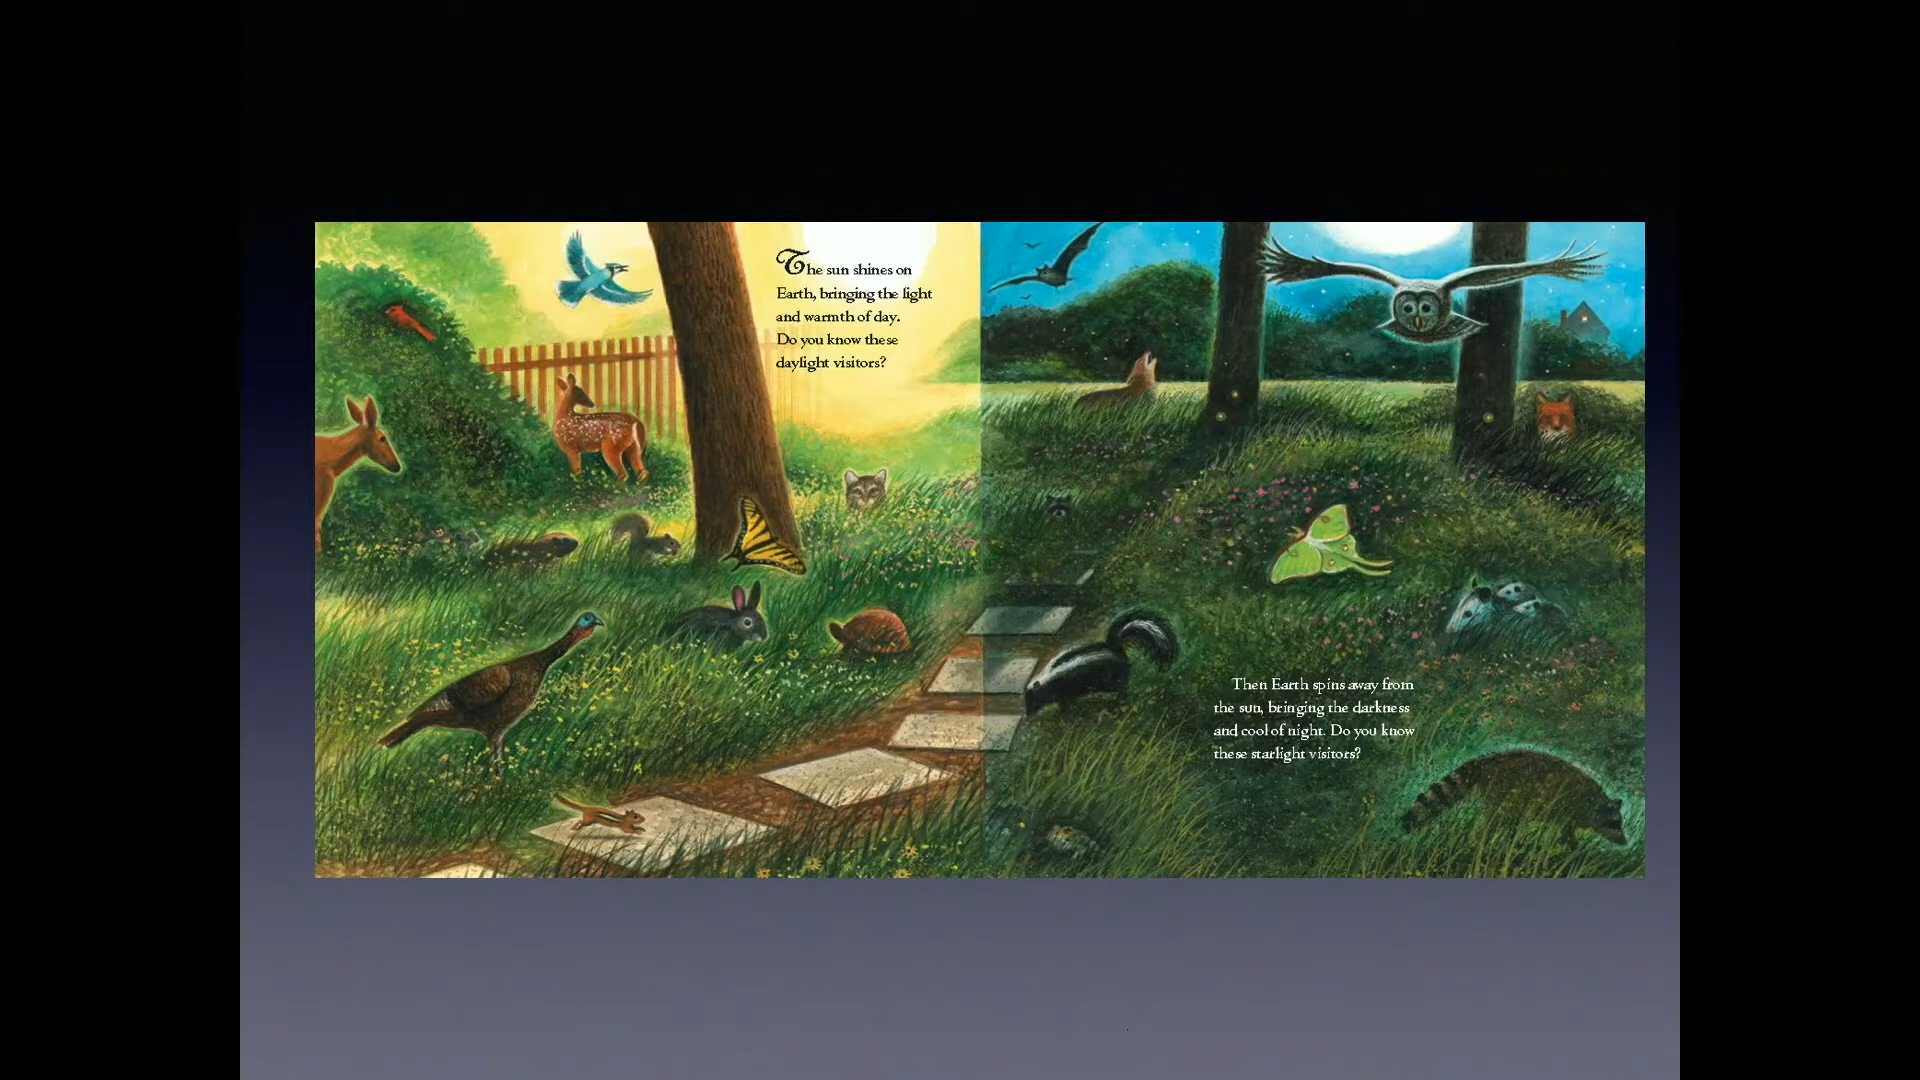 The sun shines on
Earth, bringing the light
and warmth of day.
Do you know these
daylight visitors?
Then Earth spins away from
the sun, bringing the darkness
and cool of night. Do you know
these starlight visitors?